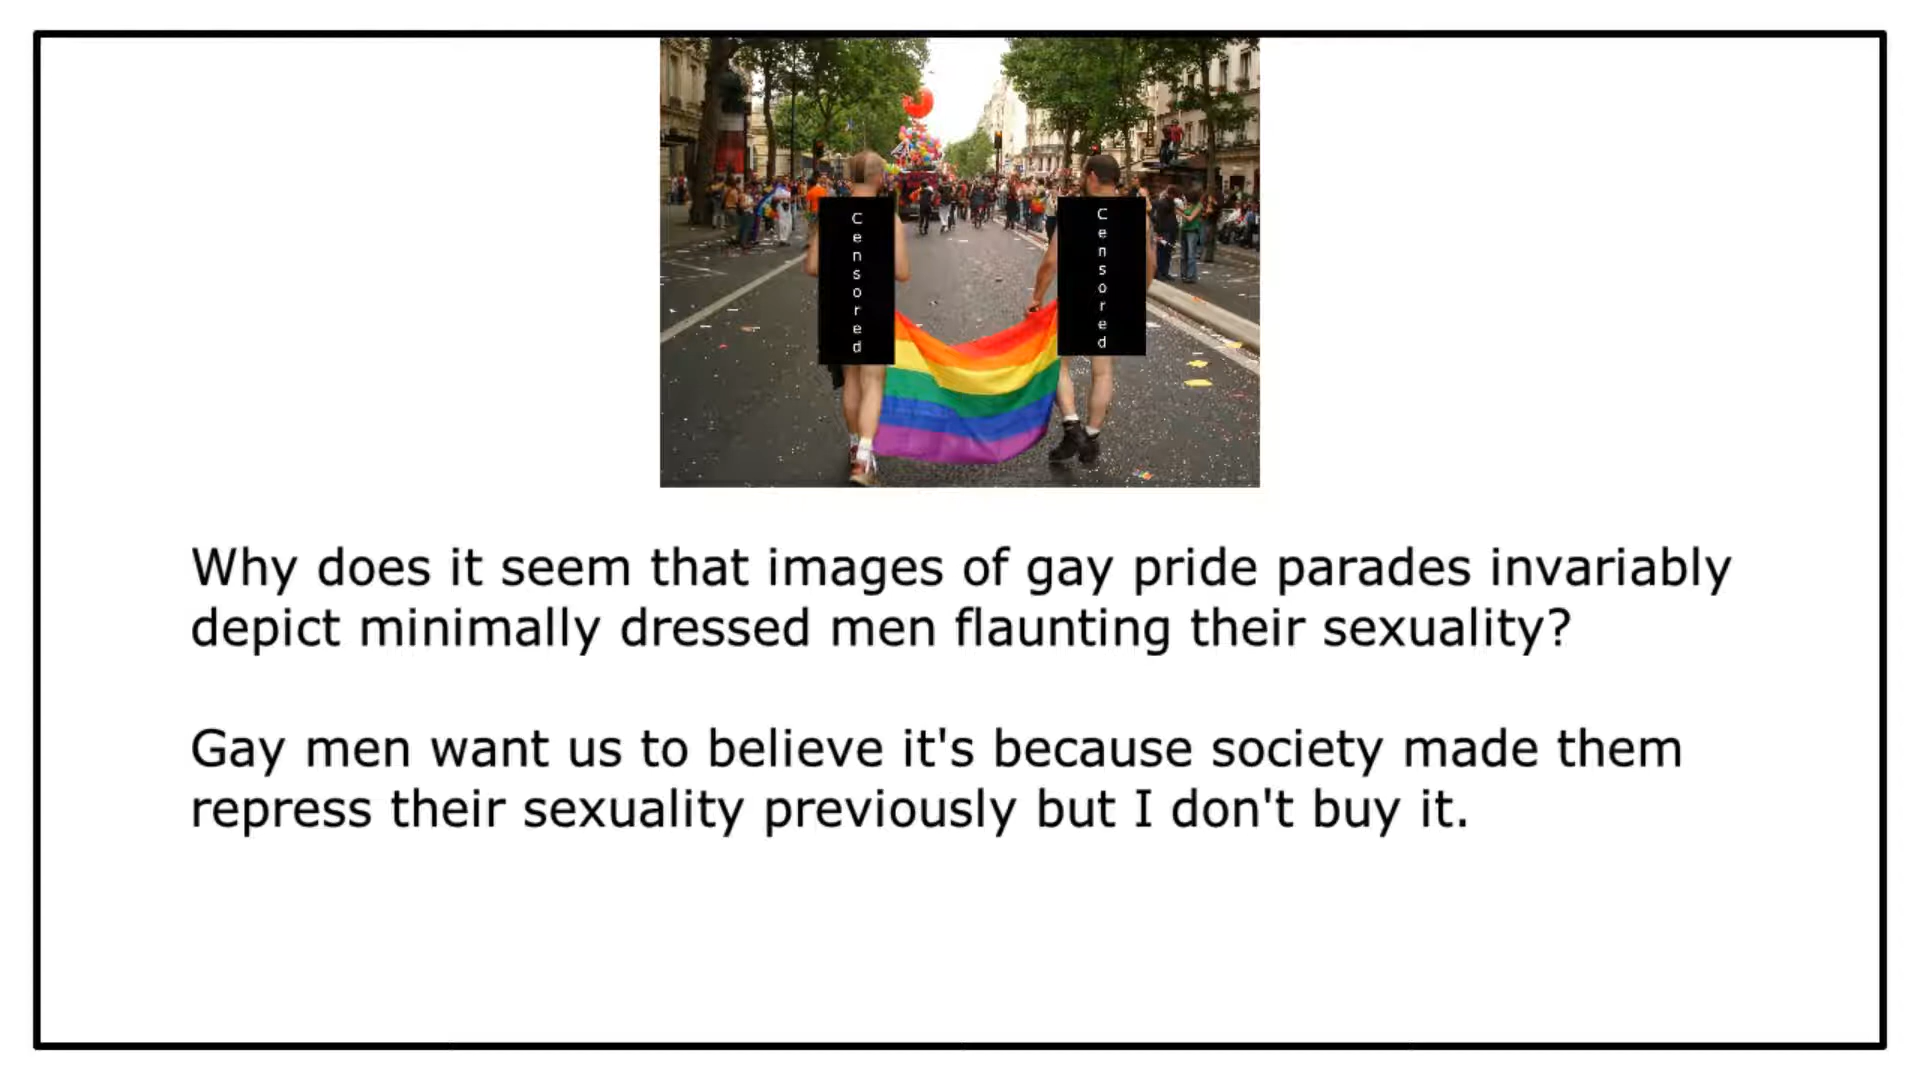 Censored
Censored
Why does it seem that images of gay pride parades invariably
depict minimally dressed men flaunting their sexuality?
Gay men want us to believe it's because society made them
repress their sexuality previously but I don't buy it.